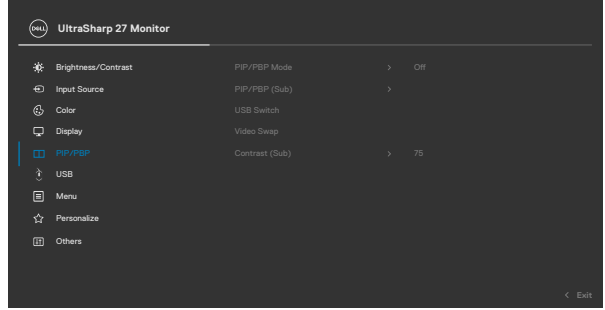 DELL UltraSharp 27 Monitor
Brightness/Contrast PIP/PBP Mode > Off
Input Source PIP/PBP (Sub) >
Color USB Switch
Display Video Swap
PIP/PBP Contrast (Sub) > 75
USB
Menu
Personalize
Others
< Exit